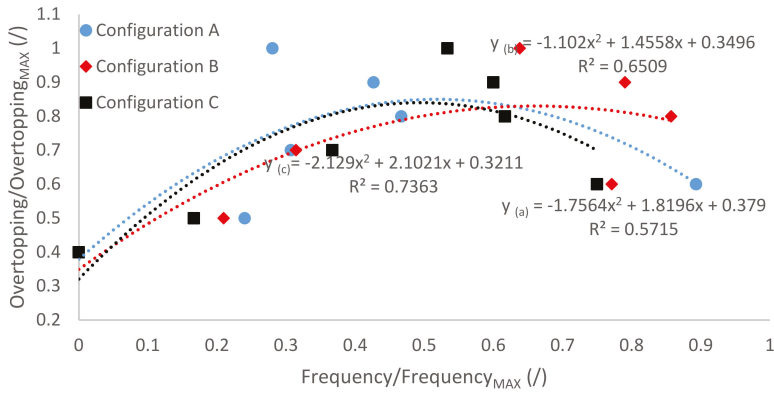 Configuration A
Configuration B
Configuration C
Overtopping/Overtopping_MAX (/)
1.1
1
0.9
0.8
0.7
0.6
0.5
0.4
0.3
0.2
y (b)= -1.102x² + 1.4558x + 0.3496
R² = 0.6509
y (c)= -2.129x² + 2.1021x + 0.3211
R² = 0.7363
y (a) = -1.7564x² + 1.8196x + 0.379
R² = 0.5715
0 0.1 0.2 0.3 0.4 0.5 0.6 0.7 0.8 0.9 1
Frequency/Frequency_MAX (/)